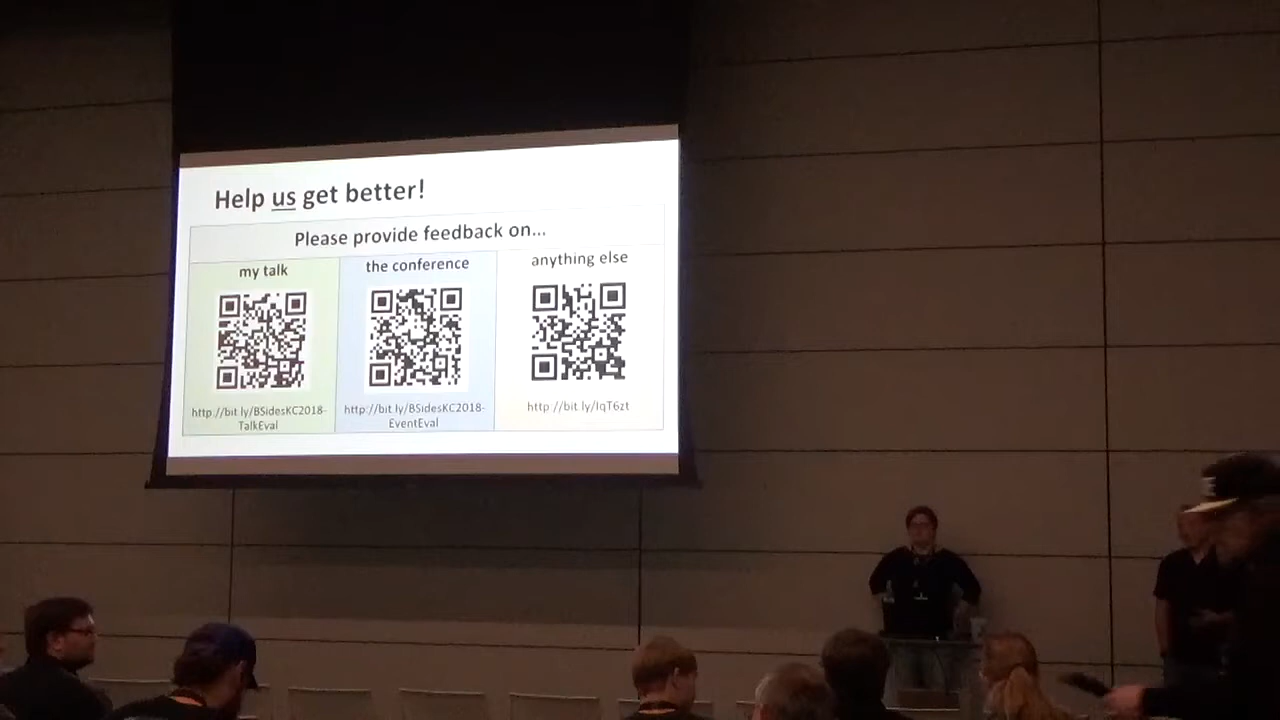 Help us get better!
Please provide feedback on...
my talk
the conference
anything else
http://bit.ly/BSidesKC2018-
TalkEval
http://bit.ly/BSidesKC2018-
EventEval
http://bit.ly/IqT6zt